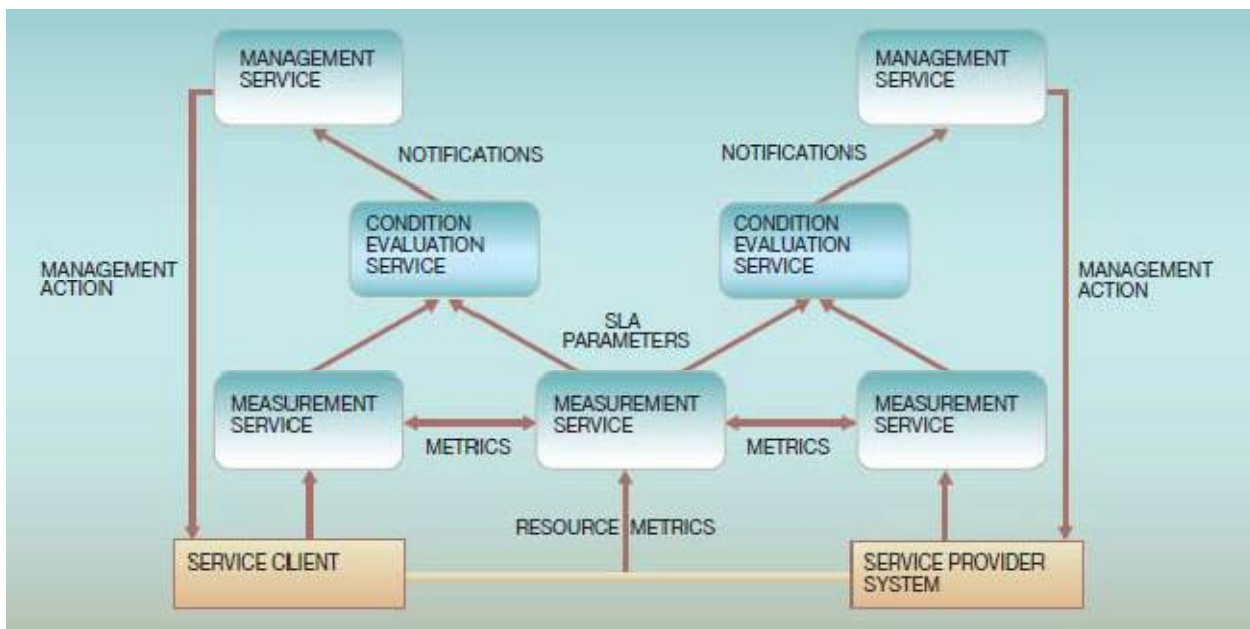 MANAGEMENT
SERVICE
MANAGEMENT
SERVICE
NOTIFICATIONS
NOTIFICATIONS
CONDITION
EVALUATION
SERVICE
CONDITION
EVALUATION
SERVICE
MANAGEMENT
ACTION
MANAGEMENT
ACTION
SLA
PARAMETERS
MEASUREMENT
SERVICE
MEASUREMENT
SERVICE
MEASUREMENT
SERVICE
METRICS
METRICS
RESOURCE METRICS
SERVICE CLIENT
SERVICE PROVIDER
SYSTEM